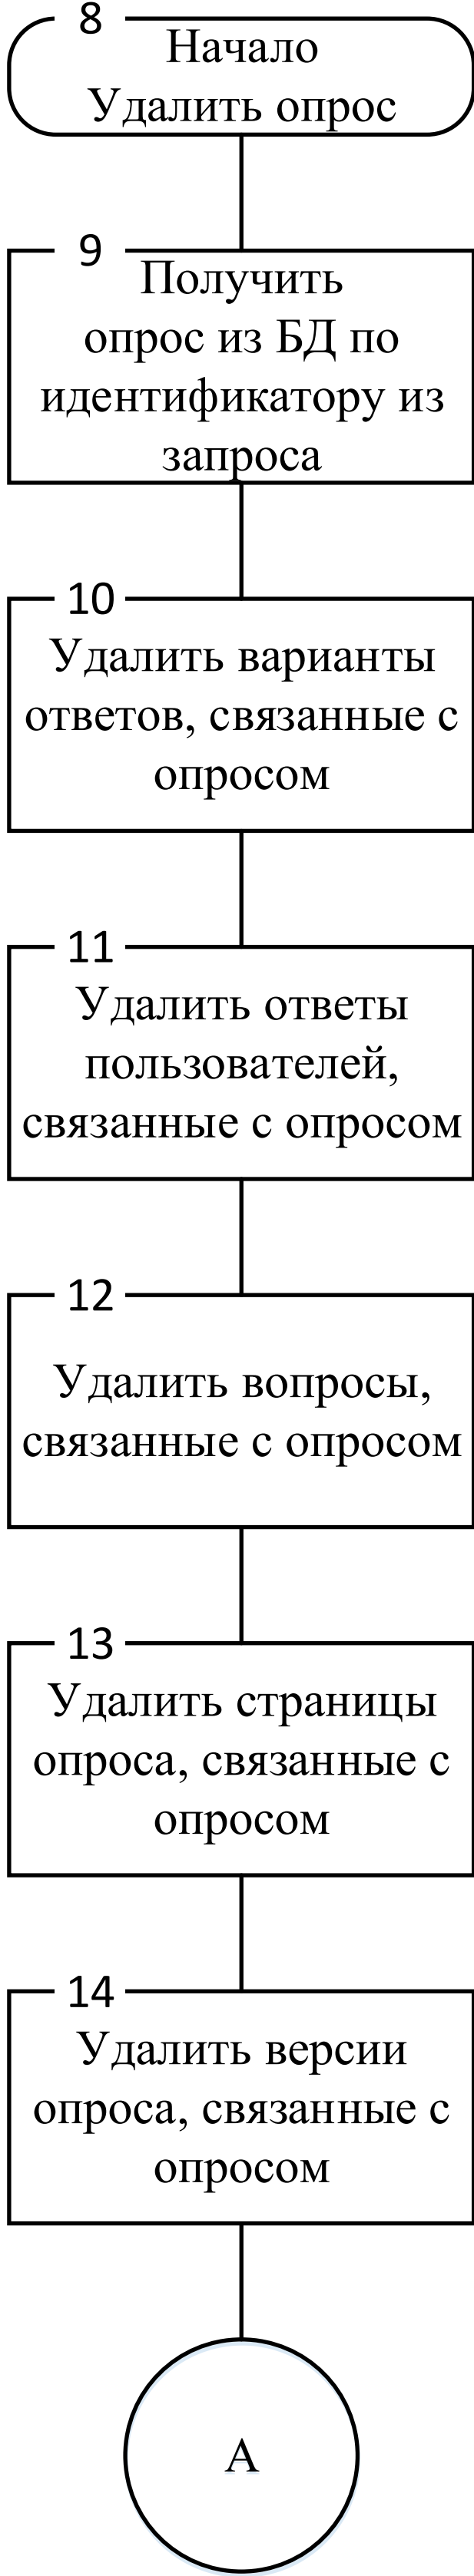 8
Начало
Удалить опрос
9
Получить
опрос из БД по
идентификатору из
запроса
10
Удалить варианты
ответов, связанные с
опросом
11
Удалить ответы
пользователей,
связанные с опросом
12
Удалить вопросы,
связанные с опросом
13
Удалить страницы
опроса, связанные с
опросом
14
Удалить версии
опроса, связанные с
опросом
А